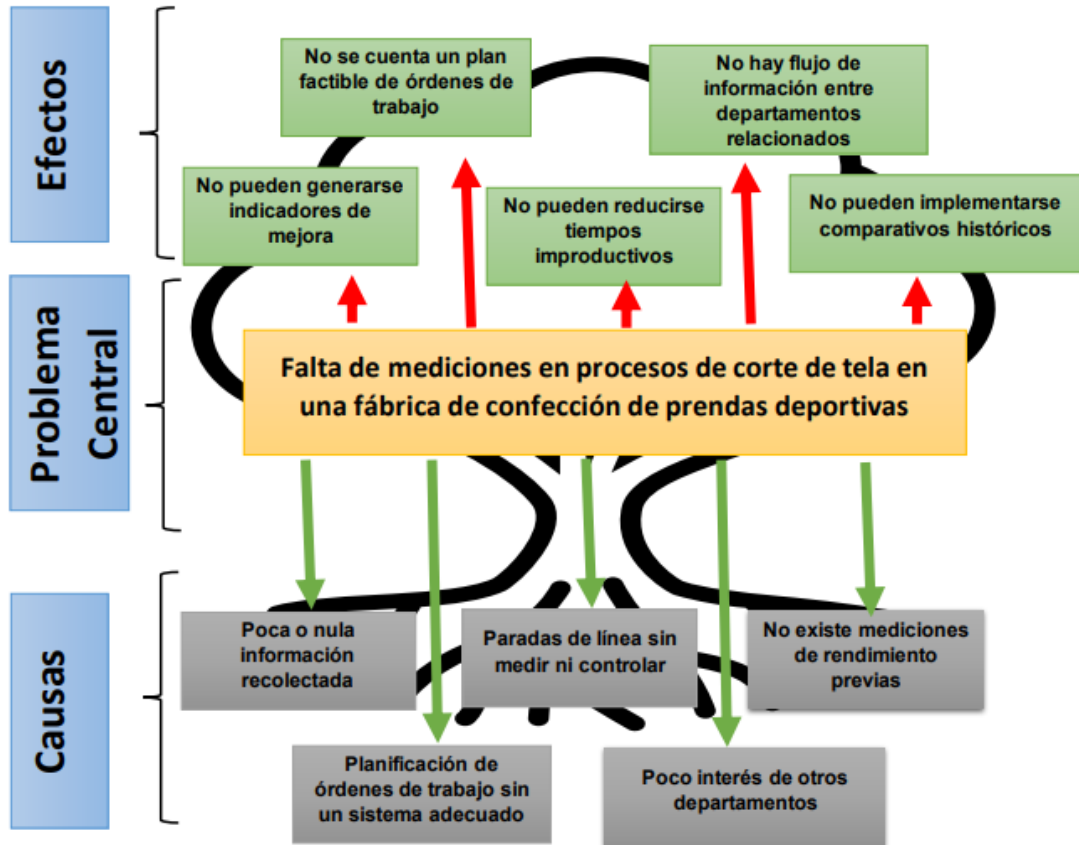 Efectos
No se cuenta un plan
factible de órdenes de
trabajo
No hay flujo de
información entre
departamentos
relacionados
No pueden generarse
indicadores de
mejora
No pueden reducirse
tiempos
improductivos
No pueden implementarse
comparativos históricos
Problema
Central
Falta de mediciones en procesos de corte de tela en
una fábrica de confección de prendas deportivas
Causas
Poca o nula
información
recolectada
Paradas de línea sin
medir ni controlar
No existe mediciones
de rendimiento
previas
Planificación de
órdenes de trabajo sin
un sistema adecuado
Poco interés de otros
departamentos